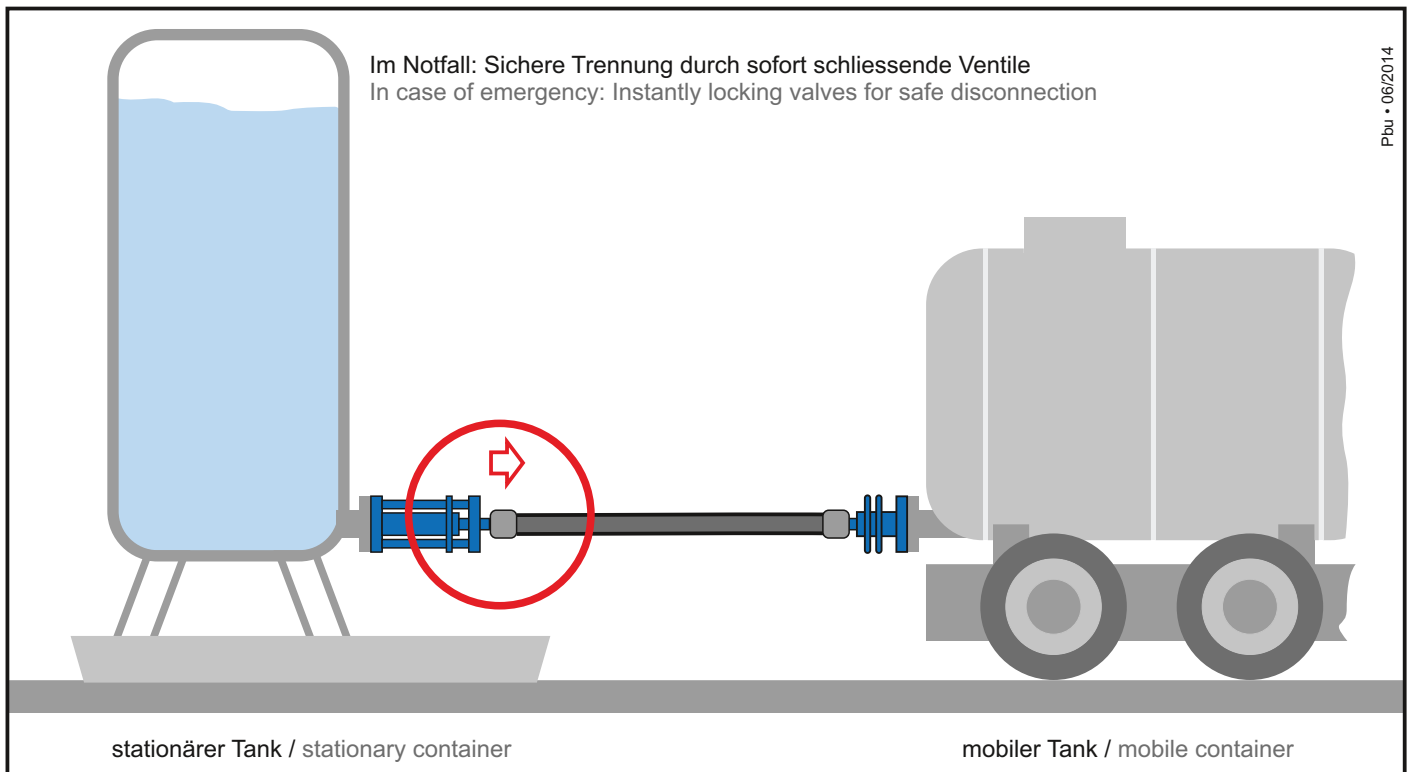 Im Notfall: Sichere Trennung durch sofort schliessende Ventile
In case of emergency: Instantly locking valves for safe disconnection
Pbu • 06/2014
stationärer Tank / stationary container
mobiler Tank / mobile container